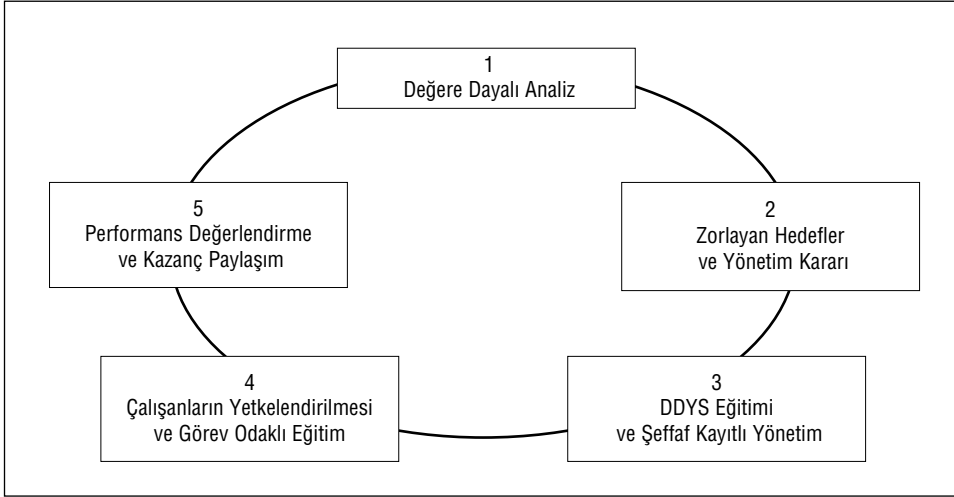 1
Değere Dayalı Analiz
2
Zorlayan Hedefler
ve Yönetim Kararı
3
DDYS Eğitimi
ve Şeffaf Kayıtlı Yönetim
4
Çalışanların Yetkelendirilmesi
ve Görev Odaklı Eğitim
5
Performans Değerlendirme
ve Kazanç Paylaşım